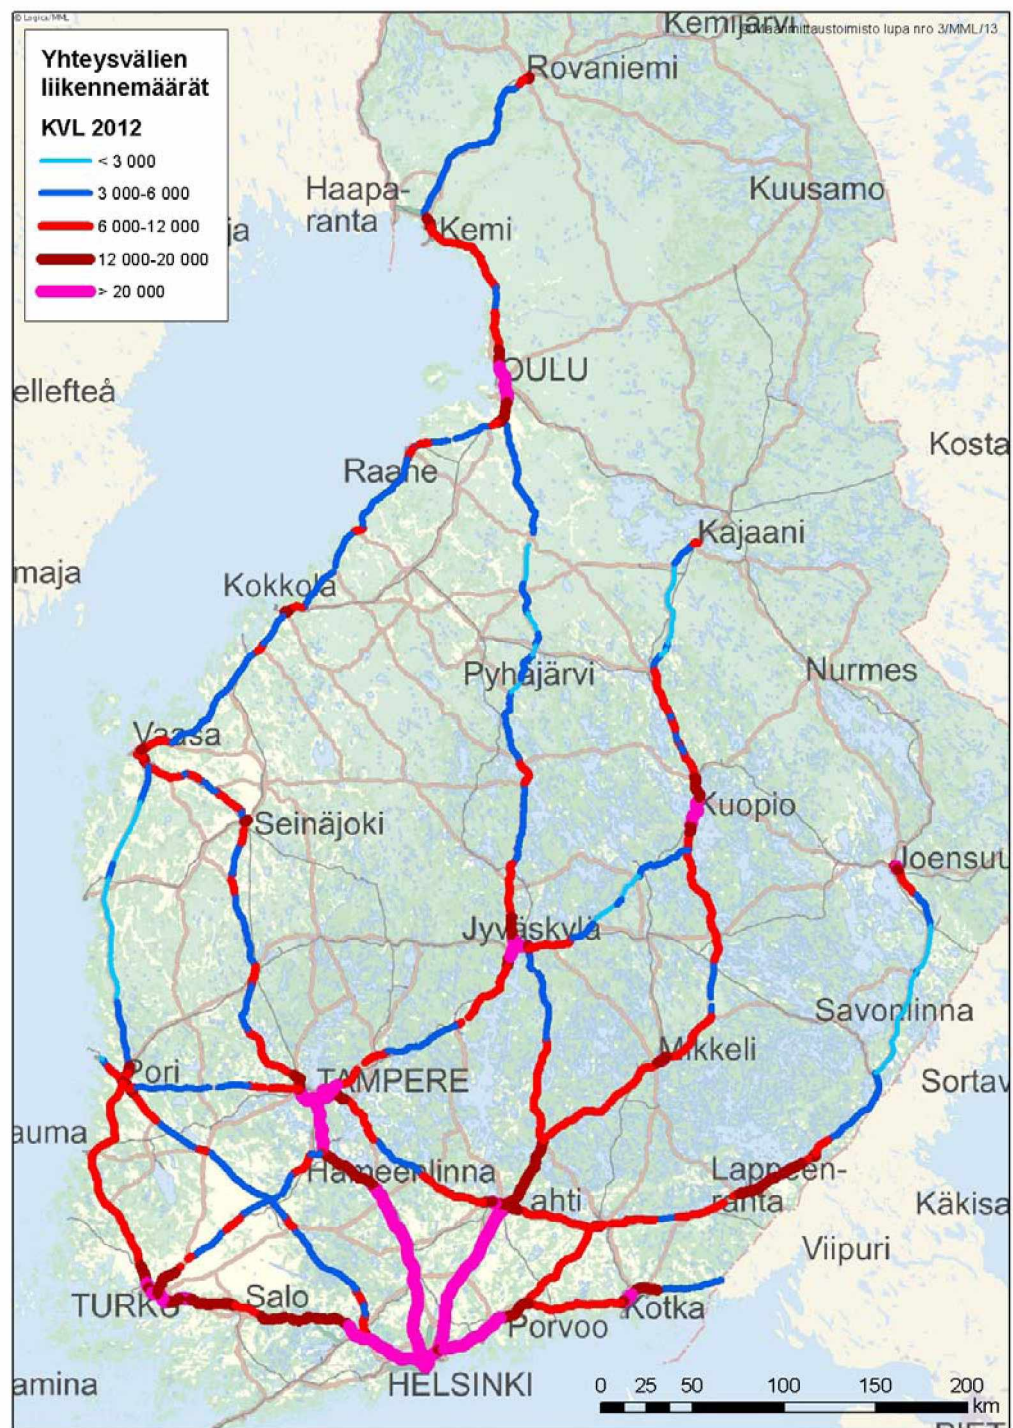 © Logica/MML
Kemijärvi
Maanmittaustoimisto lupa nro 3/MML/13
Yhteysvälien
liikennemäärät
KVL 2012
< 3 000
3 000-6 000
6 000-12 000
12 000-20 000
> 20 000
Rovaniemi
Haapa-
ranta
Kuusamo
ja
Kemi
OULU
ellefteå
Kosta
Raahe
Kajaani
maja
Kokkola
Pyhäjärvi
Nurmes
Vaasa
Kuopio
Seinäjoki
Joensuu
Jyväskylä
Savonlinna
Mikkeli
Pori
TAMPERE
Sortav
auma
Hämeenlinna
Lappeen-
ranta
Lahti
Käkisa
Viipuri
TURKU
Salo
Kotka
Porvoo
amina
HELSINKI
0 25 50 100 150 200
km